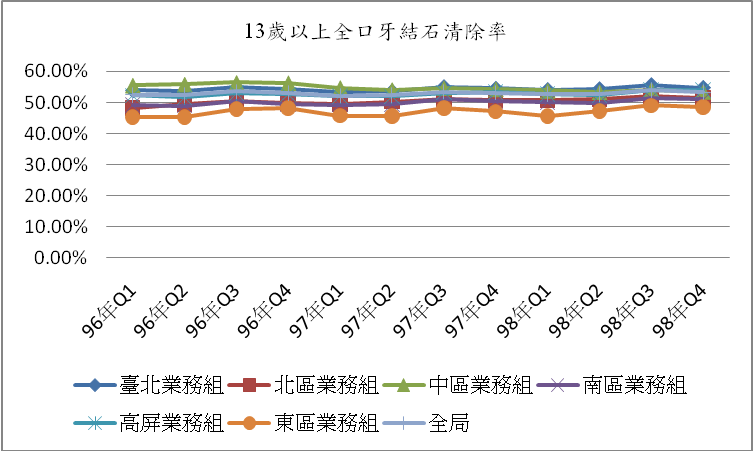 13歲以上全口牙結石清除率
60.00%
50.00%
40.00%
30.00%
20.00%
10.00%
0.00%
96年Q1
96年Q2
96年Q3
96年Q4
97年Q1
97年Q2
97年Q3
97年Q4
98年Q1
98年Q2
98年Q3
98年Q4
臺北業務組 北區業務組 中區業務組 南區業務組
高屏業務組 東區業務組 全局